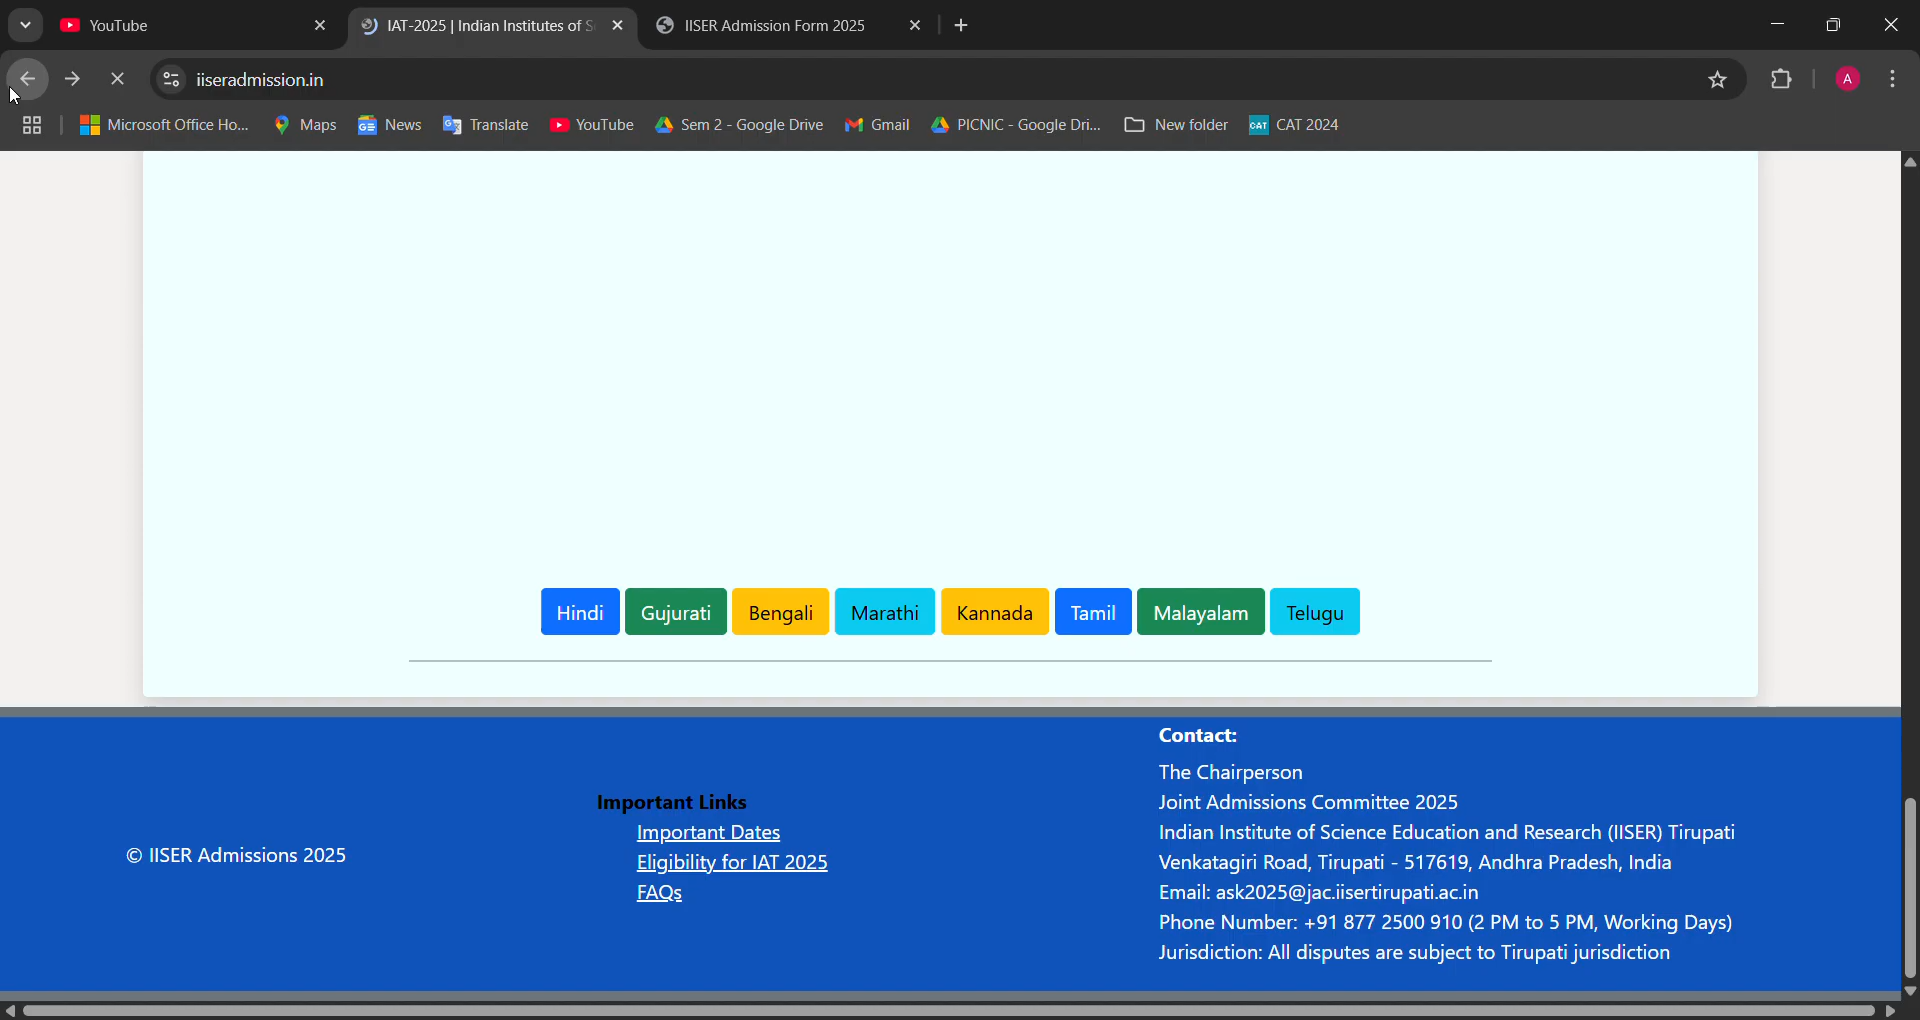 YouTube
IAT-2025 | Indian Institutes of S
IISER Admission Form 2025
iiseradmission.in
A
Microsoft Office Ho...
Maps
News
Translate
YouTube
Sem 2 - Google Drive
Gmail
PICNIC - Google Dri...
New folder
CAT CAT 2024
Hindi
Gujurati
Bengali
Marathi
Kannada
Tamil
Malayalam
Telugu
© IISER Admissions 2025
Important Links
Important Dates
Eligibility for IAT 2025
FAQs
Contact:
The Chairperson
Joint Admissions Committee 2025
Indian Institute of Science Education and Research (IISER) Tirupati
Venkatagiri Road, Tirupati - 517619, Andhra Pradesh, India
Email: ask2025@jac.iisertirupati.ac.in
Phone Number: +91 877 2500 910 (2 PM to 5 PM, Working Days)
Jurisdiction: All disputes are subject to Tirupati jurisdiction